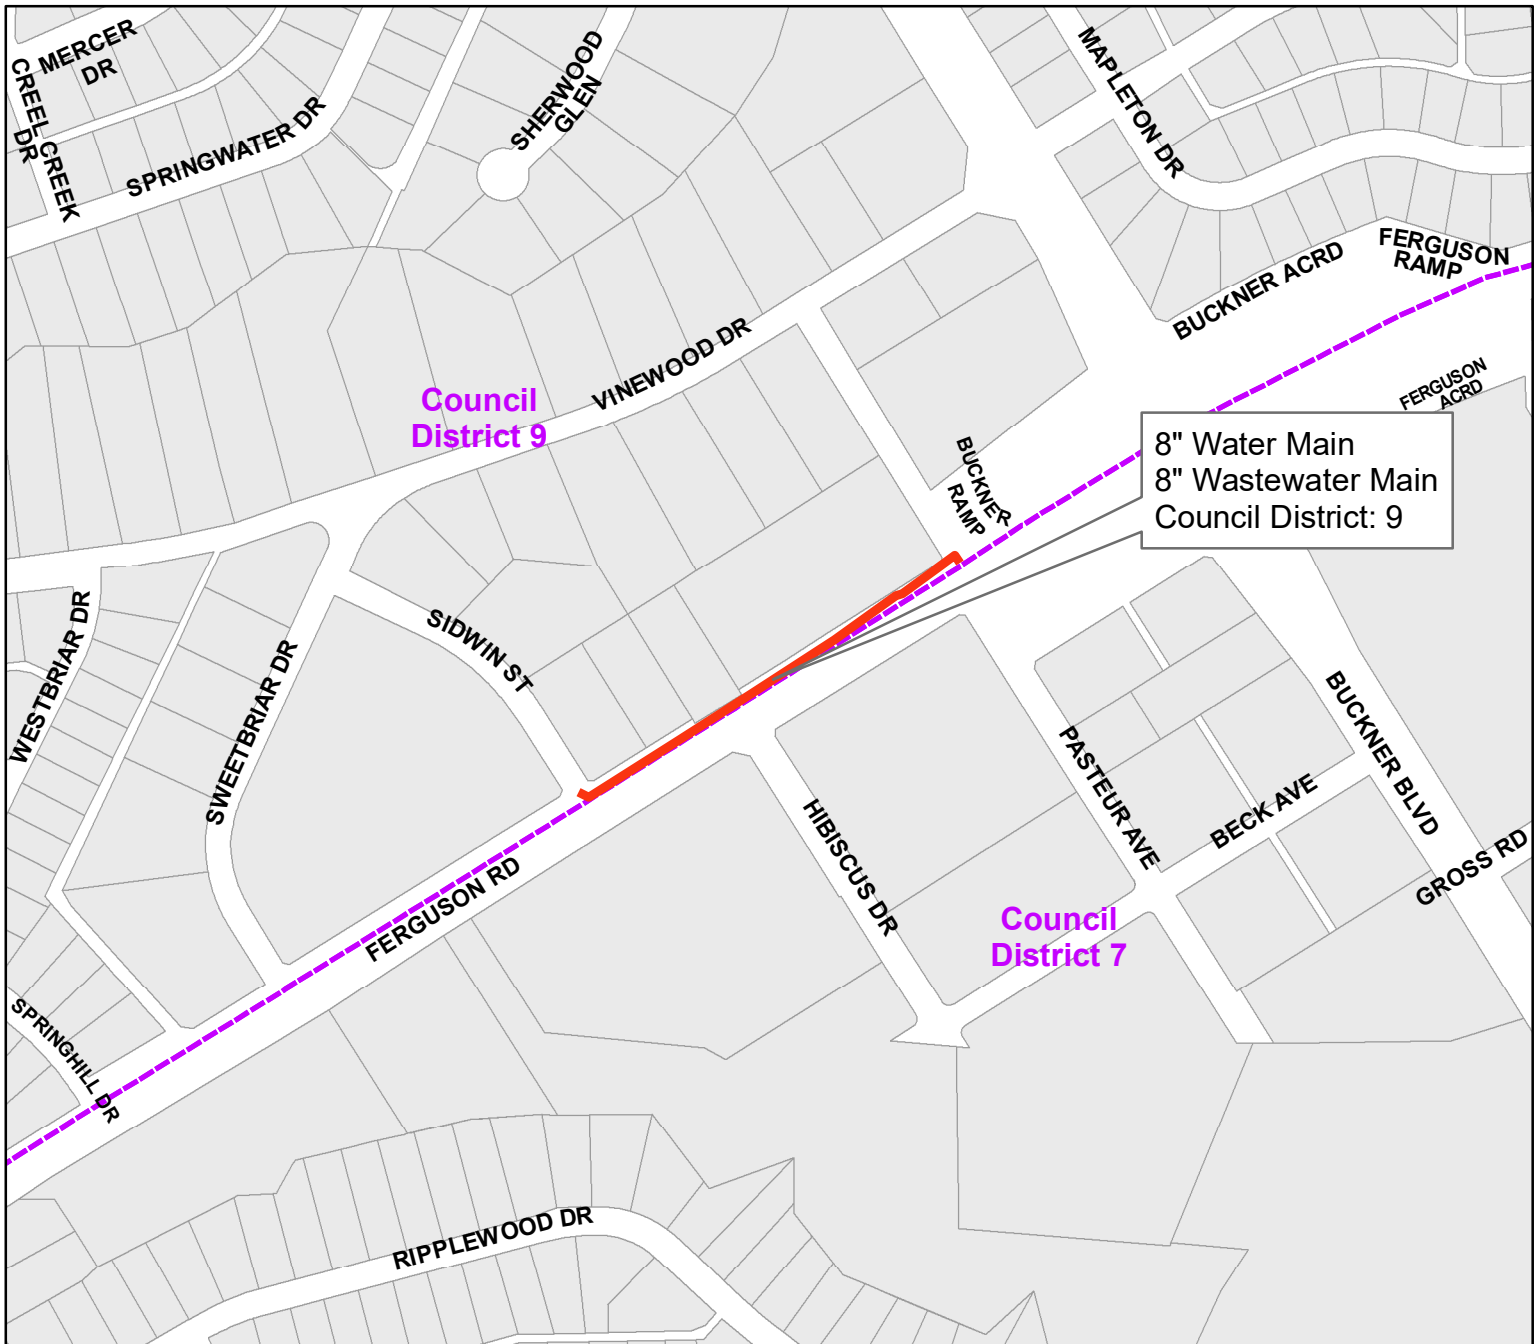 MERCER
DR
CREEL CREEK
DR
SPRINGWATER DR
SHERWOOD
GLEN
MAPLETON DR
BUCKNER ACRD
FERGUSON
RAMP
VINEWOOD DR
Council
District 9
FERGUSON
ACRD
BUCKNER
RAMP
8" Water Main
8" Wastewater Main
Council District: 9
WESTBRIAR DR
SWEETBRIAR DR
SIDWIN ST
PASTEUR AVE
BUCKNER BLVD
BECK AVE
GROSS RD
HIBISCUS DR
FERGUSON RD
Council
District 7
SPRINGHILL DR
RIPPLEWOOD DR